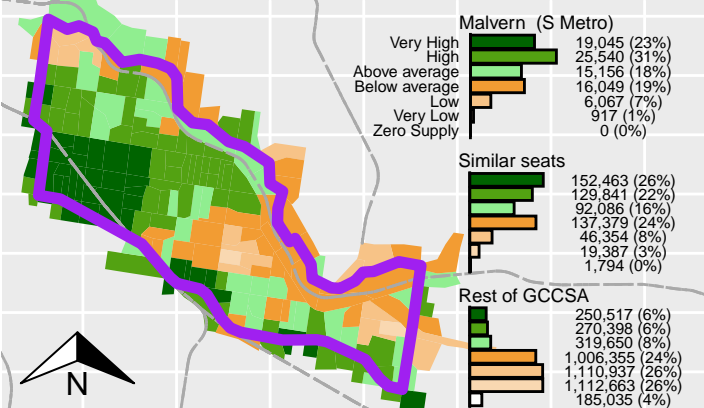 Malvern (S Metro)
Very High 19,045 (23%)
High 25,540 (31%)
Above average 15,156 (18%)
Below average 16,049 (19%)
Low 6,067 (7%)
Very Low 917 (1%)
Zero Supply 0 (0%)
Similar seats
152,463 (26%)
129,841 (22%)
92,086 (16%)
137,379 (24%)
46,354 (8%)
19,387 (3%)
1,794 (0%)
Rest of GCCSA
250,517 (6%)
270,398 (6%)
319,650 (8%)
1,006,355 (24%)
1,110,937 (26%)
1,112,663 (26%)
185,035 (4%)
N